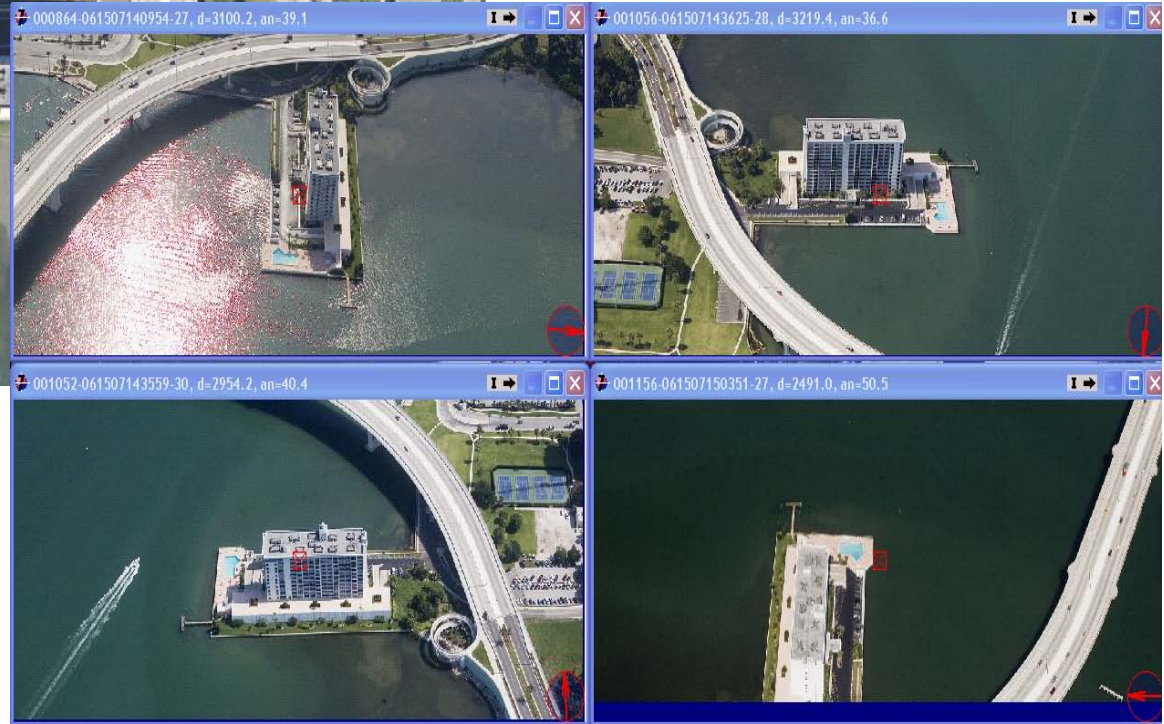 000864-061507140954-27, d=3100.2, an=39.1
I
001056-061507143625-28, d=3219.4, an=36.6
I
001052-061507143559-30, d=2954.2, an=40.4
I
001156-061507150351-27, d=2491.0, an=50.5
I